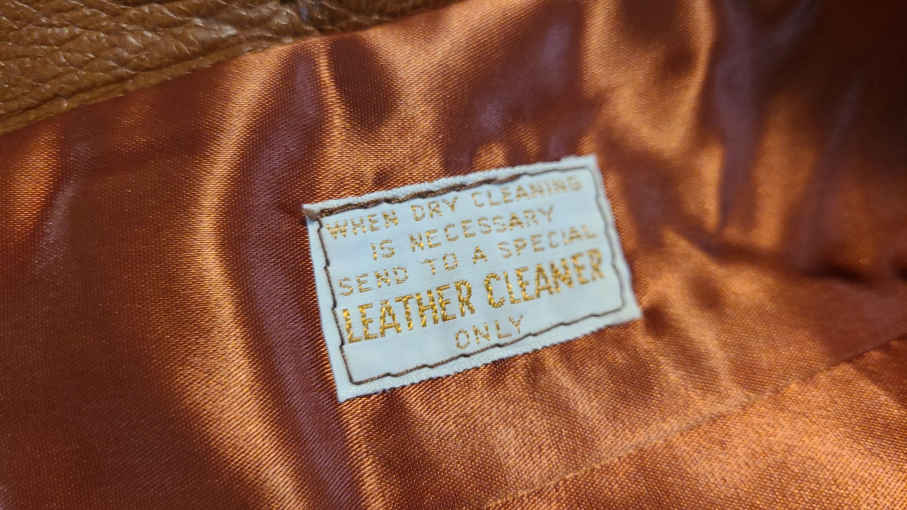 WHEN DRY CLEANING
IS NECESSARY
SEND TO A SPECIAL
LEATHER CLEANER
ONLY